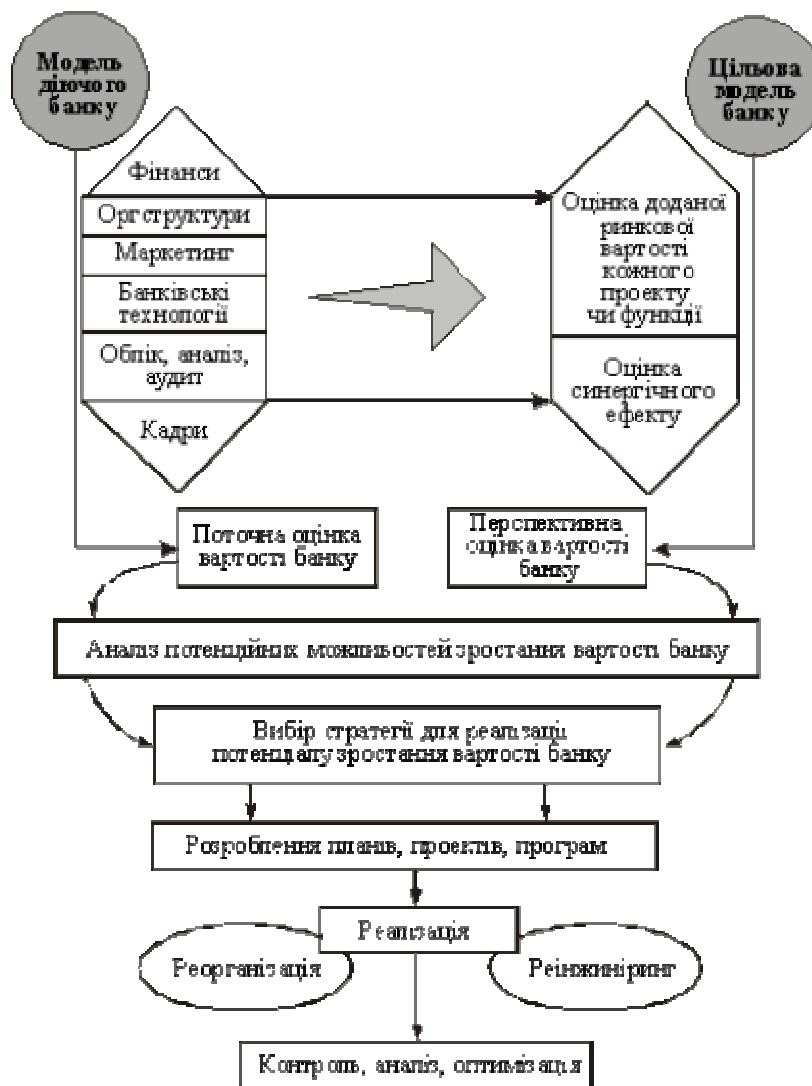 Модель
діючого
банку
Цільова
модель
банку
Фінанси
Оргструктури
Маркетинг
Банківські
технології
Облік, аналіз,
аудит
Кадри
Оцінка доданої
ринкової
вартості
кожного
проекту
чи функції
Оцінка
синергічного
ефекту
Поточна оцінка
вартості банку
Перспективна
оцінка вартості
банку
Аналіз потенційних можливостей зростання вартості банку
Вибір стратегії для реалізації
потенціалу зростання вартості банку
Розроблення планів, проектів, програм
Реалізація
Реорганізація
Реінжиніринг
Контроль, аналіз, оптимізація